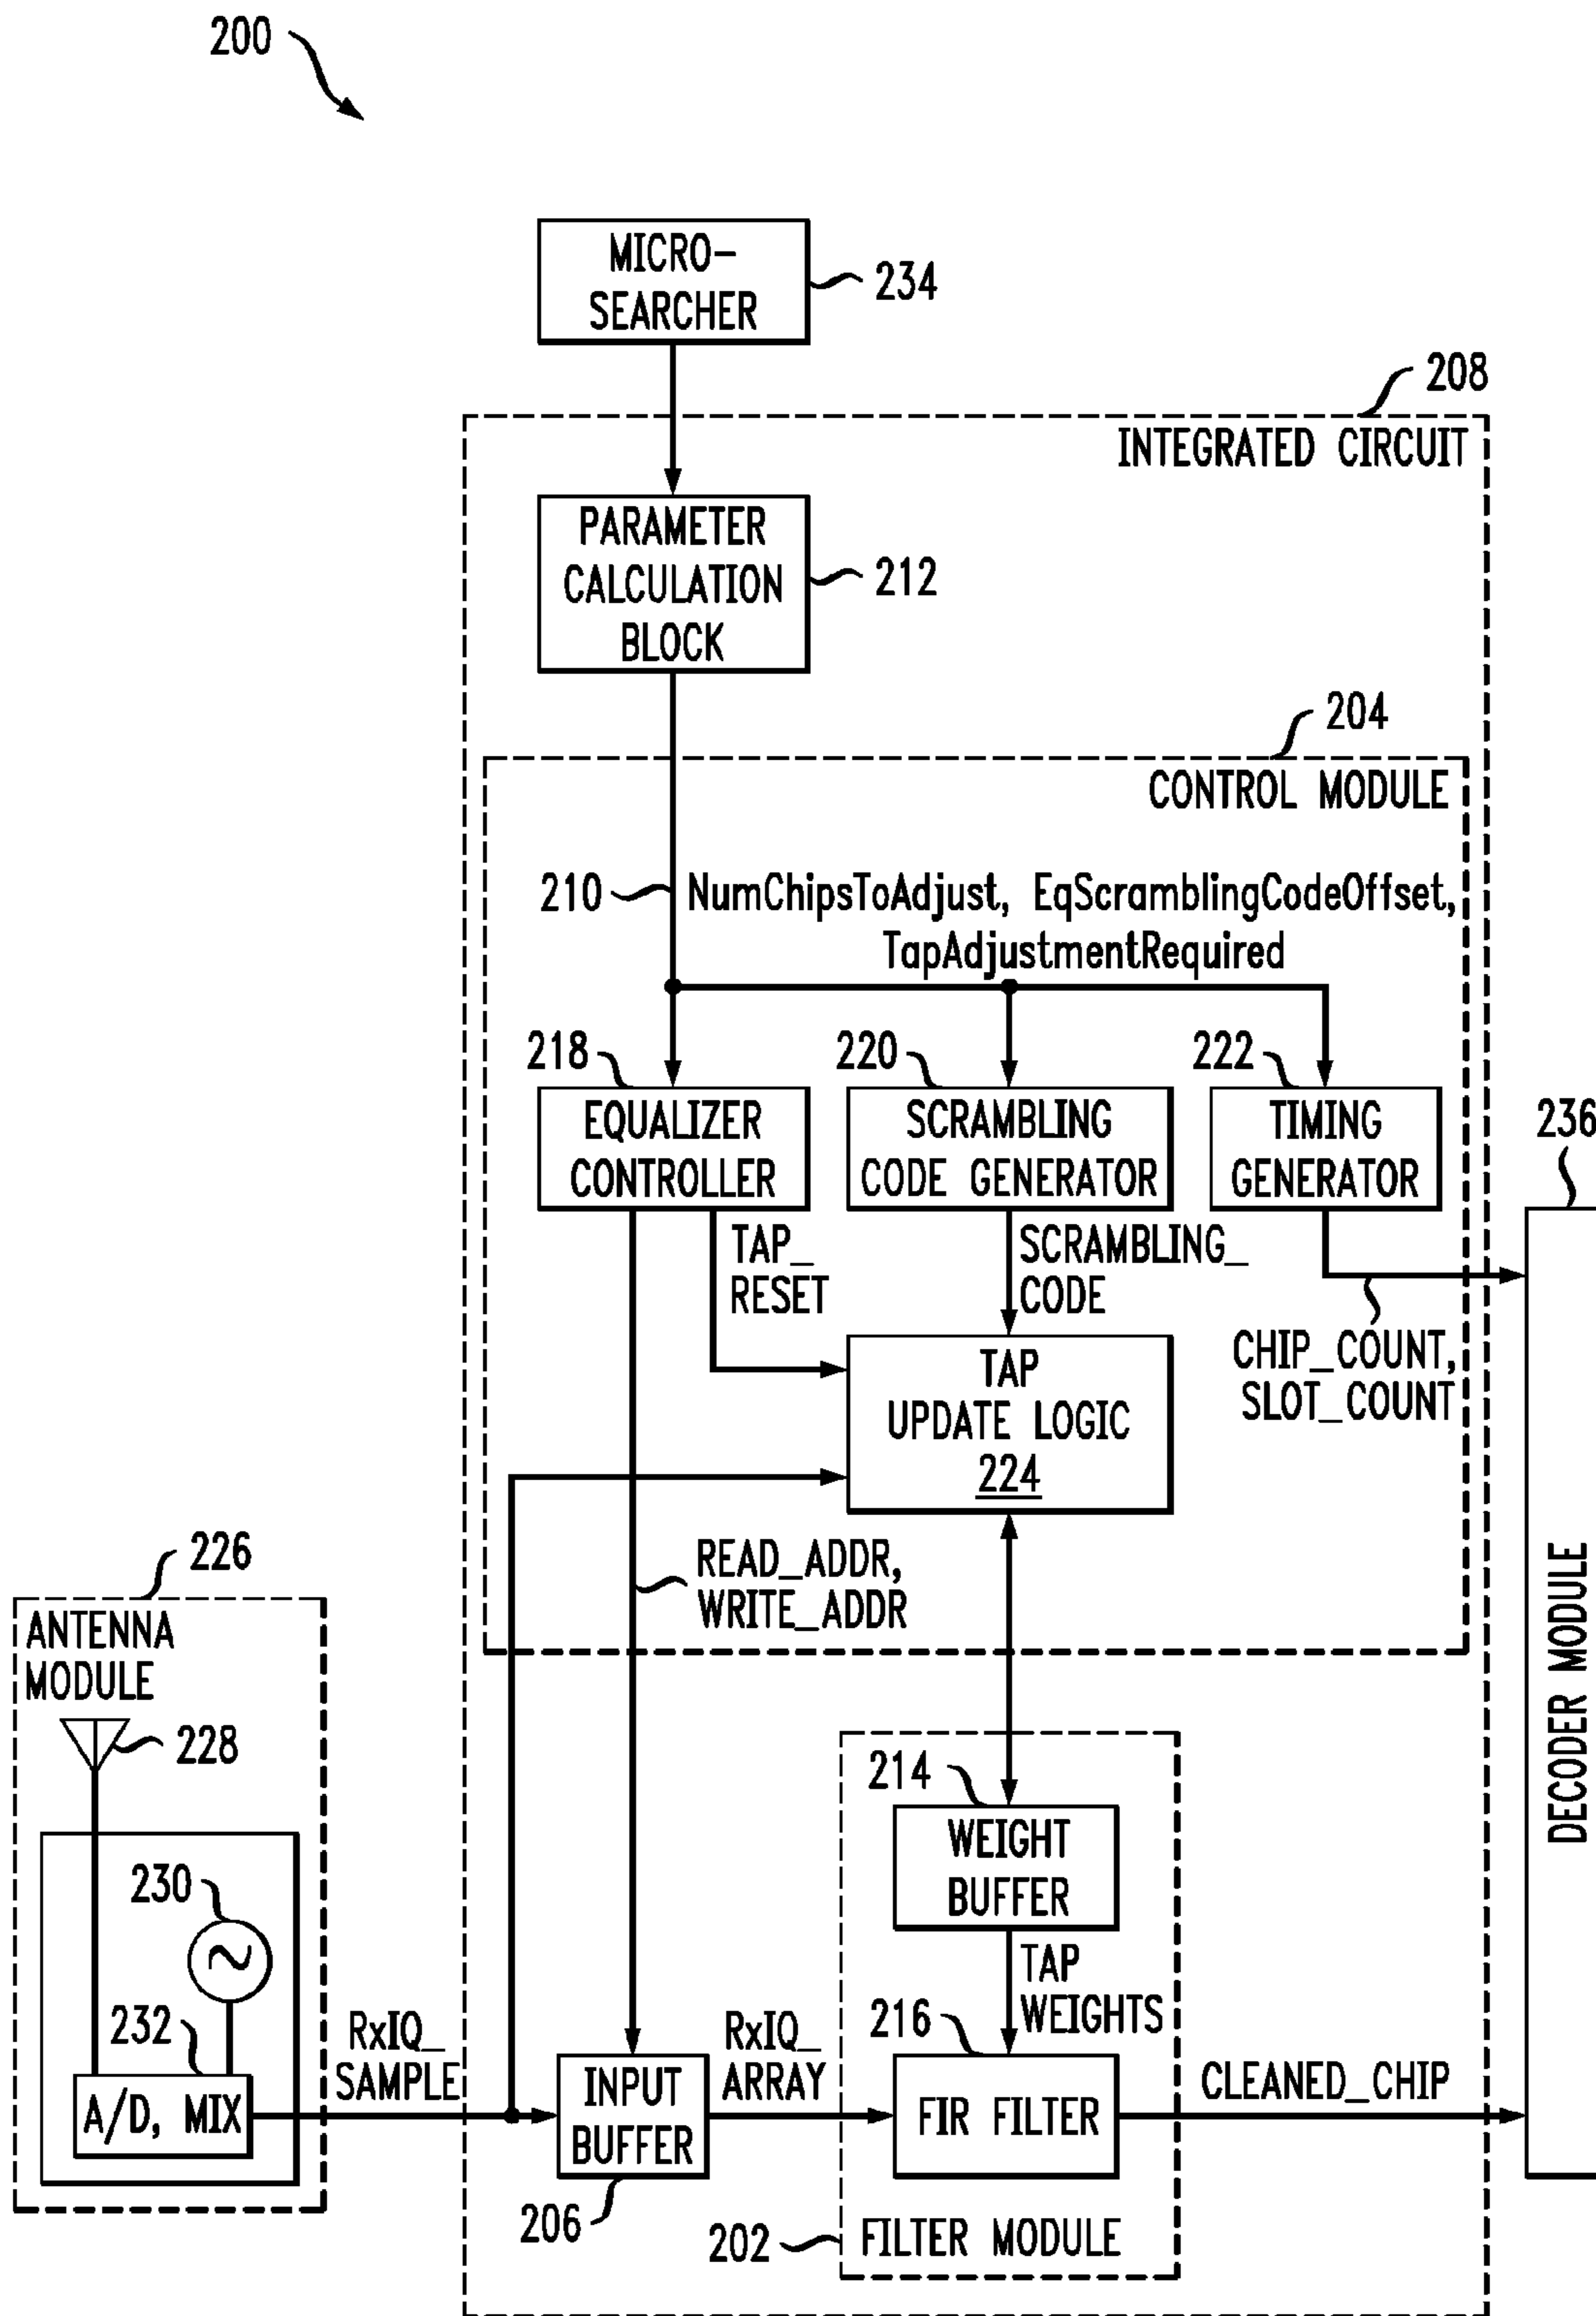 200
MICRO-
SEARCHER
234
208
INTEGRATED CIRCUIT
PARAMETER
CALCULATION
BLOCK
212
204
CONTROL MODULE
210
NumChipsToAdjust, EqScramblingCodeOffset,
TapAdjustmentRequired
218
220
222
236
EQUALIZER
CONTROLLER
SCRAMBLING
CODE GENERATOR
TIMING
GENERATOR
TAP_
RESET
SCRAMBLING_
CODE
CHIP_COUNT,
SLOT_COUNT
TAP
UPDATE LOGIC
224
DECODER MODULE
READ_ADDR,
WRITE_ADDR
226
ANTENNA
MODULE
228
230
232
A/D, MIX
RxIQ_
SAMPLE
INPUT
BUFFER
206
RxIQ_
ARRAY
214
WEIGHT
BUFFER
TAP
WEIGHTS
216
FIR FILTER
CLEANED_CHIP
202
FILTER MODULE